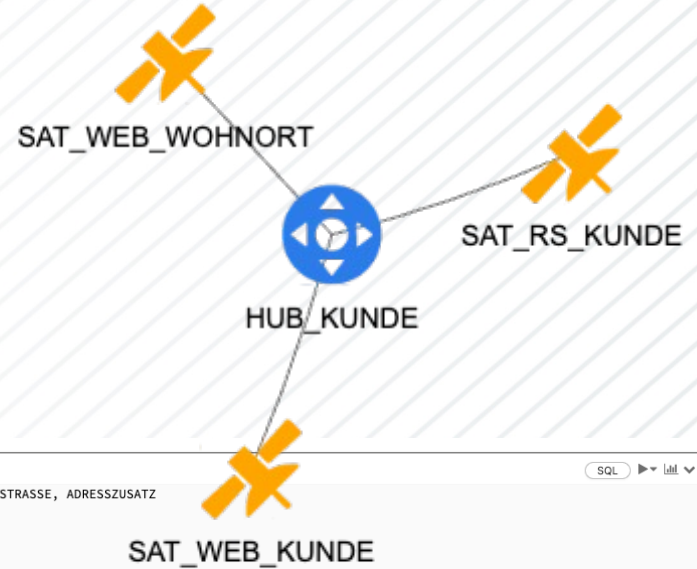 SAT_WEB_WOHNORT
SAT_RS_KUNDE
HUB_KUNDE
SQL
STRASSE, ADRESSZUSATZ
SAT_WEB_KUNDE